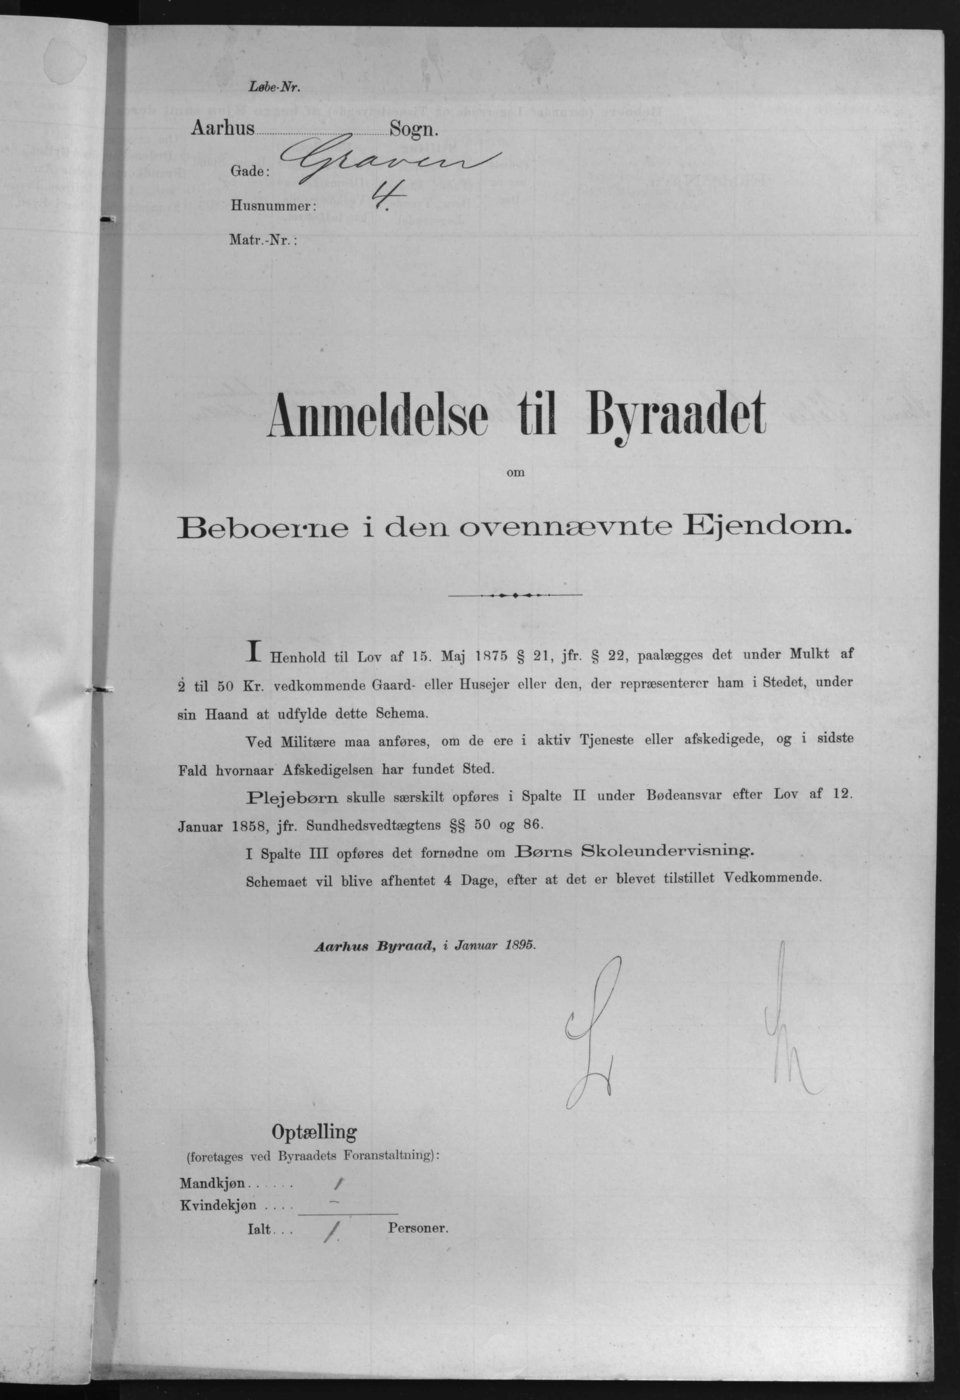 Løbe-Nr.
Aarhus Sogn.
Gade: Graven
Husnummer: 4.
Matr.-Nr.:
Anmeldelse til Byraadet
om
Beboerne i den ovennævnte Ejendom.
I Henhold til Lov af 15. Maj 1875 § 21, jfr. § 22, paalægges det under Mulkt af
2 til 50 Kr. vedkommende Gaard- eller Husejer eller den, der repræsenterer ham i Stedet, under
sin Haand at udfylde dette Schema.
Ved Militære maa anføres, om de ere i aktiv Tjeneste eller afskedigede, og i sidste
Fald hvornaar Afskedigelsen har fundet Sted.
Plejebørn skulle særskilt opføres i Spalte II under Bødeansvar efter Lov af 12.
Januar 1858, jfr. Sundhedsvedtægtens §§ 50 og 86.
I Spalte III opføres det fornødne om Børns Skoleundervisning.
Schemaet vil blive afhentet 4 Dage, efter at det er blevet tilstillet Vedkommende.
Aarhus Byraad, i Januar 1895.
Optælling
(foretages ved Byraadets Foranstaltning):
Mandkjøn...... 1
Kvindekjøn .... –
Ialt... 1. Personer.